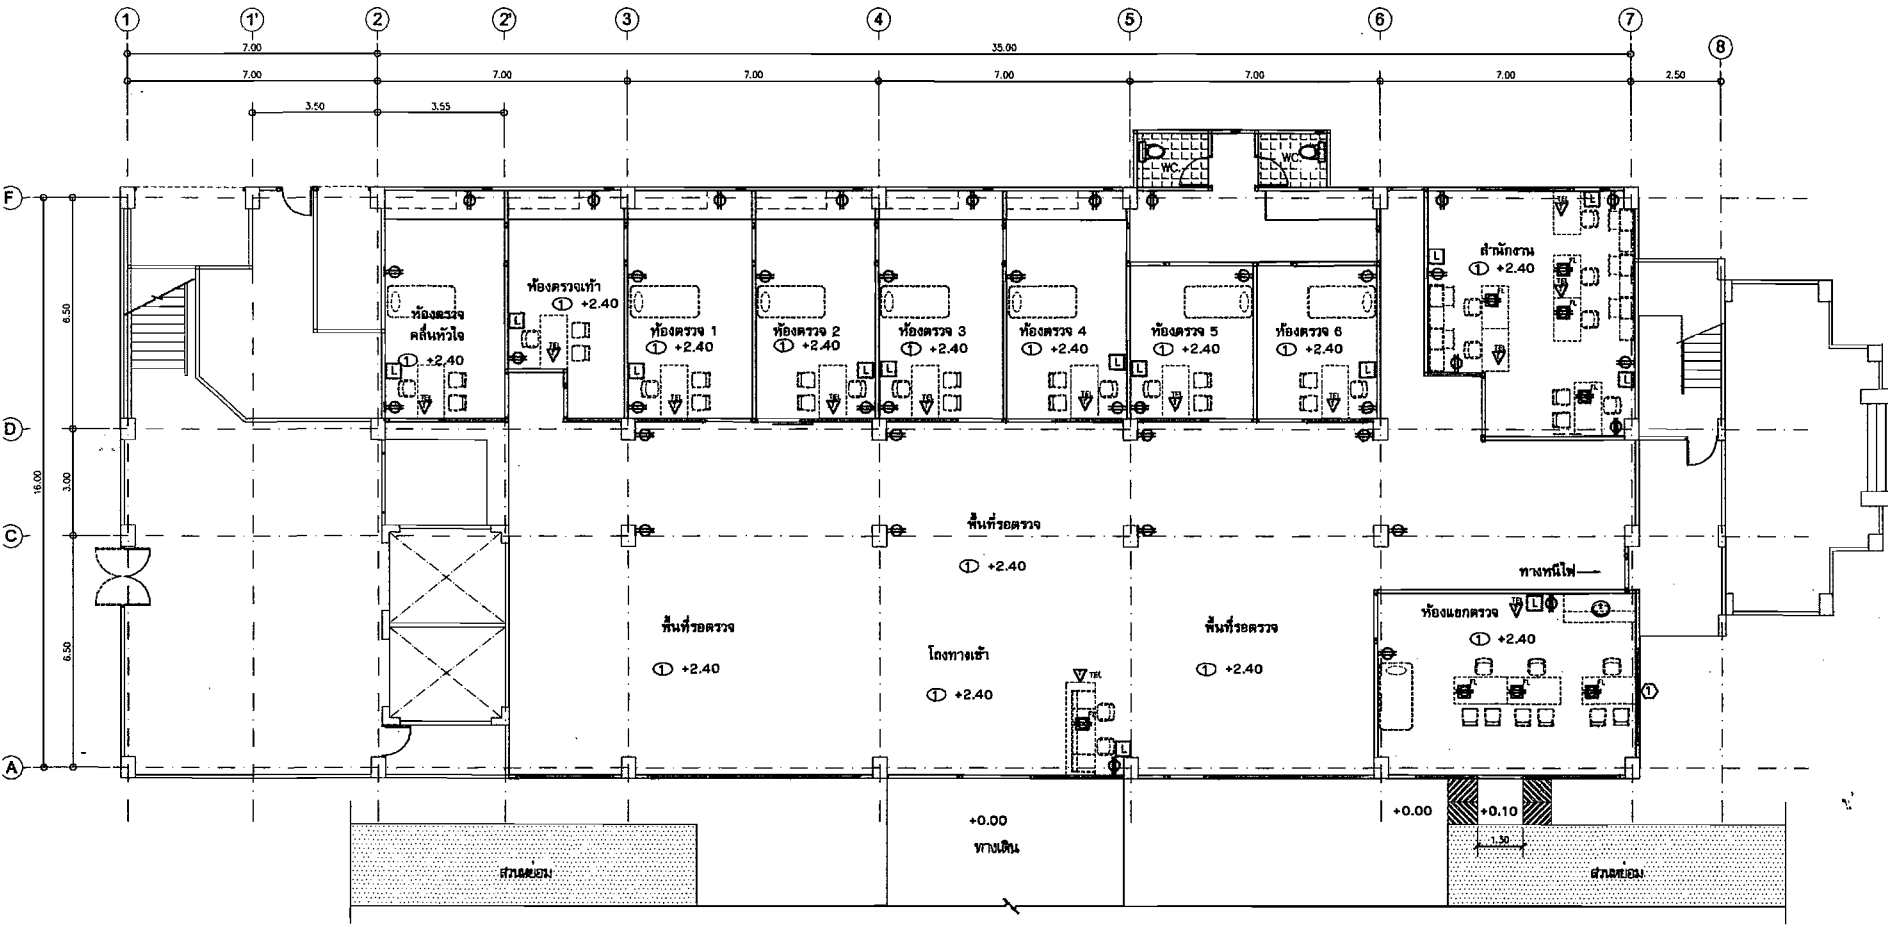 1 1' 2 2' 3 4 5 6 7 8
7.00 35.00
7.00 7.00 7.00 7.00 7.00 7.00 2.50
3.50 3.55
WC. WC.
F
D
C
A
6.50
3.00
6.50
16.00
ห้องตรวจ
คลื่นหัวใจ
1 +2.40
TEL
L
ห้องตรวจเท้า
1 +2.40
TEL
L
ห้องตรวจ 1
1 +2.40
TEL
L
ห้องตรวจ 2
1 +2.40
TEL
L
ห้องตรวจ 3
1 +2.40
TEL
L
ห้องตรวจ 4
1 +2.40
TEL
L
ห้องตรวจ 5
1 +2.40
TEL
L
ห้องตรวจ 6
1 +2.40
TEL
L
สำนักงาน
1 +2.40
TEL
L
L
L
พื้นที่รอตรวจ
1 +2.40
ทางหนีไฟ
พื้นที่รอตรวจ
1 +2.40
โถงทางเข้า
1 +2.40
TEL
L
พื้นที่รอตรวจ
1 +2.40
ห้องแยกตรวจ
TEL
L
1 +2.40
1
+0.00
ทางเดิน
+0.00 +0.10
1.30
สวนหย่อม
สวนหย่อม